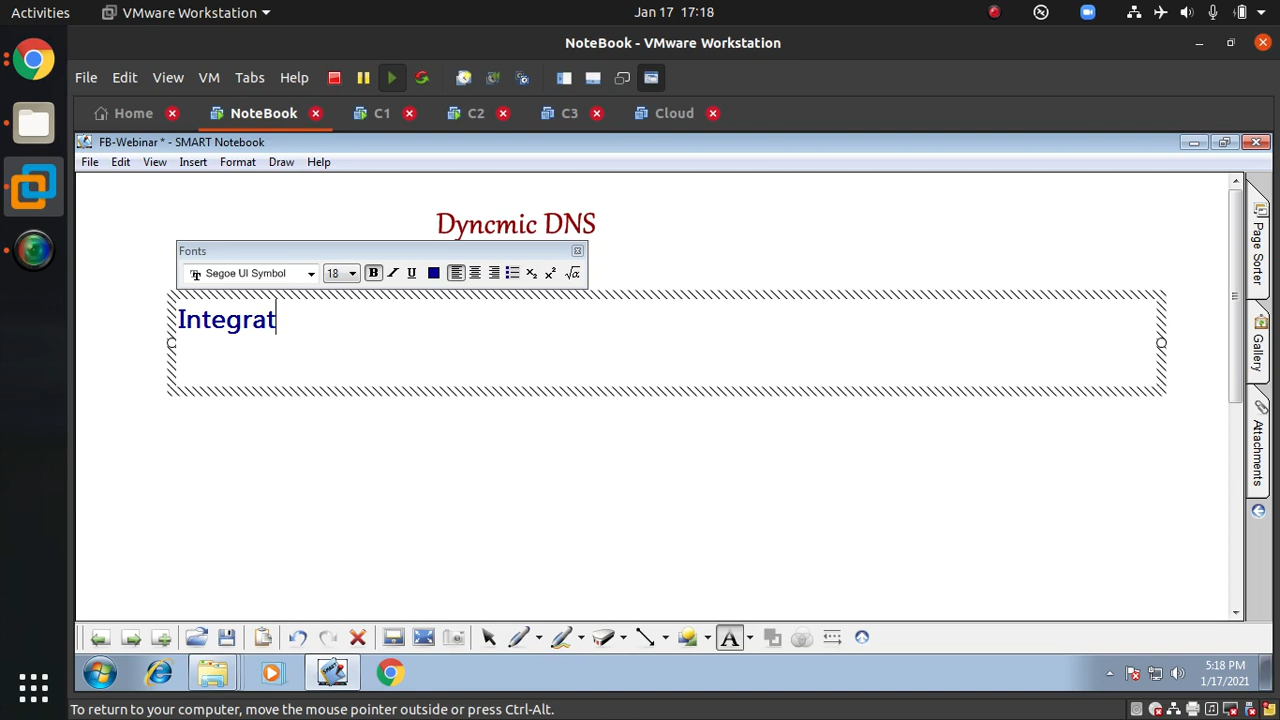 Activities VMware Workstation Jan 17 17:18
NoteBook - VMware Workstation
File Edit View VM Tabs Help
Home NoteBook C1 C2 C3 Cloud
FB-Webinar * - SMART Notebook
File Edit View Insert Format Draw Help
Dyncmic DNS
Fonts
Segoe UI Symbol 18 B I U
Integrat
Page Sorter
Gallery
Attachments
5:18 PM
1/17/2021
To return to your computer, move the mouse pointer outside or press Ctrl-Alt.